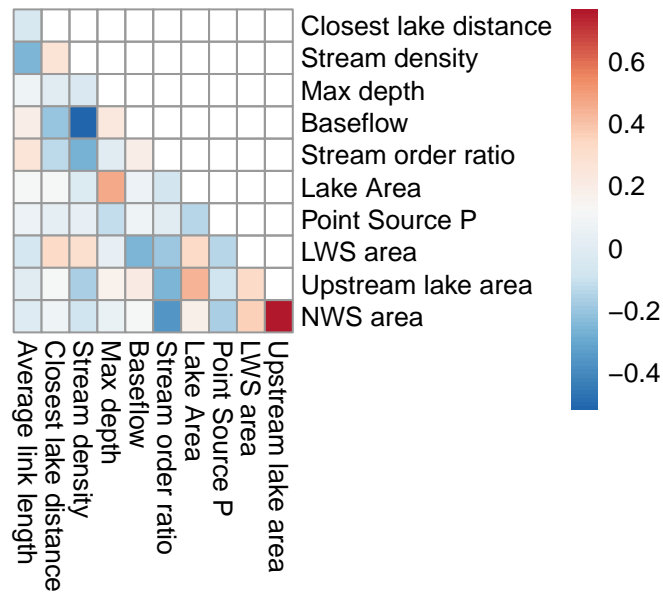 Closest lake distance
Stream density
Max depth
Baseflow
Stream order ratio
Lake Area
Point Source P
LWS area
Upstream lake area
NWS area
Average link length
Closest lake distance
Stream density
Max depth
Baseflow
Stream order ratio
Lake Area
Point Source P
LWS area
Upstream lake area
0.6
0.4
0.2
0
−0.2
−0.4